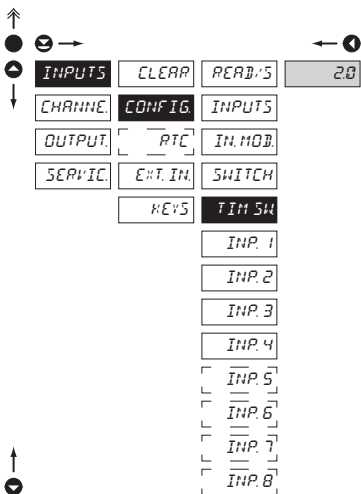 INPUTS CLEAR READ/S 2.0
CHANNE. CONFIG. INPUTS
OUTPUT. RTC IN. MOD.
SERVIC. EXT. IN. SWITCH
KEYS TIM SW.
INP. 1
INP. 2
INP. 3
INP. 4
INP. 5
INP. 6
INP. 7
INP. 8